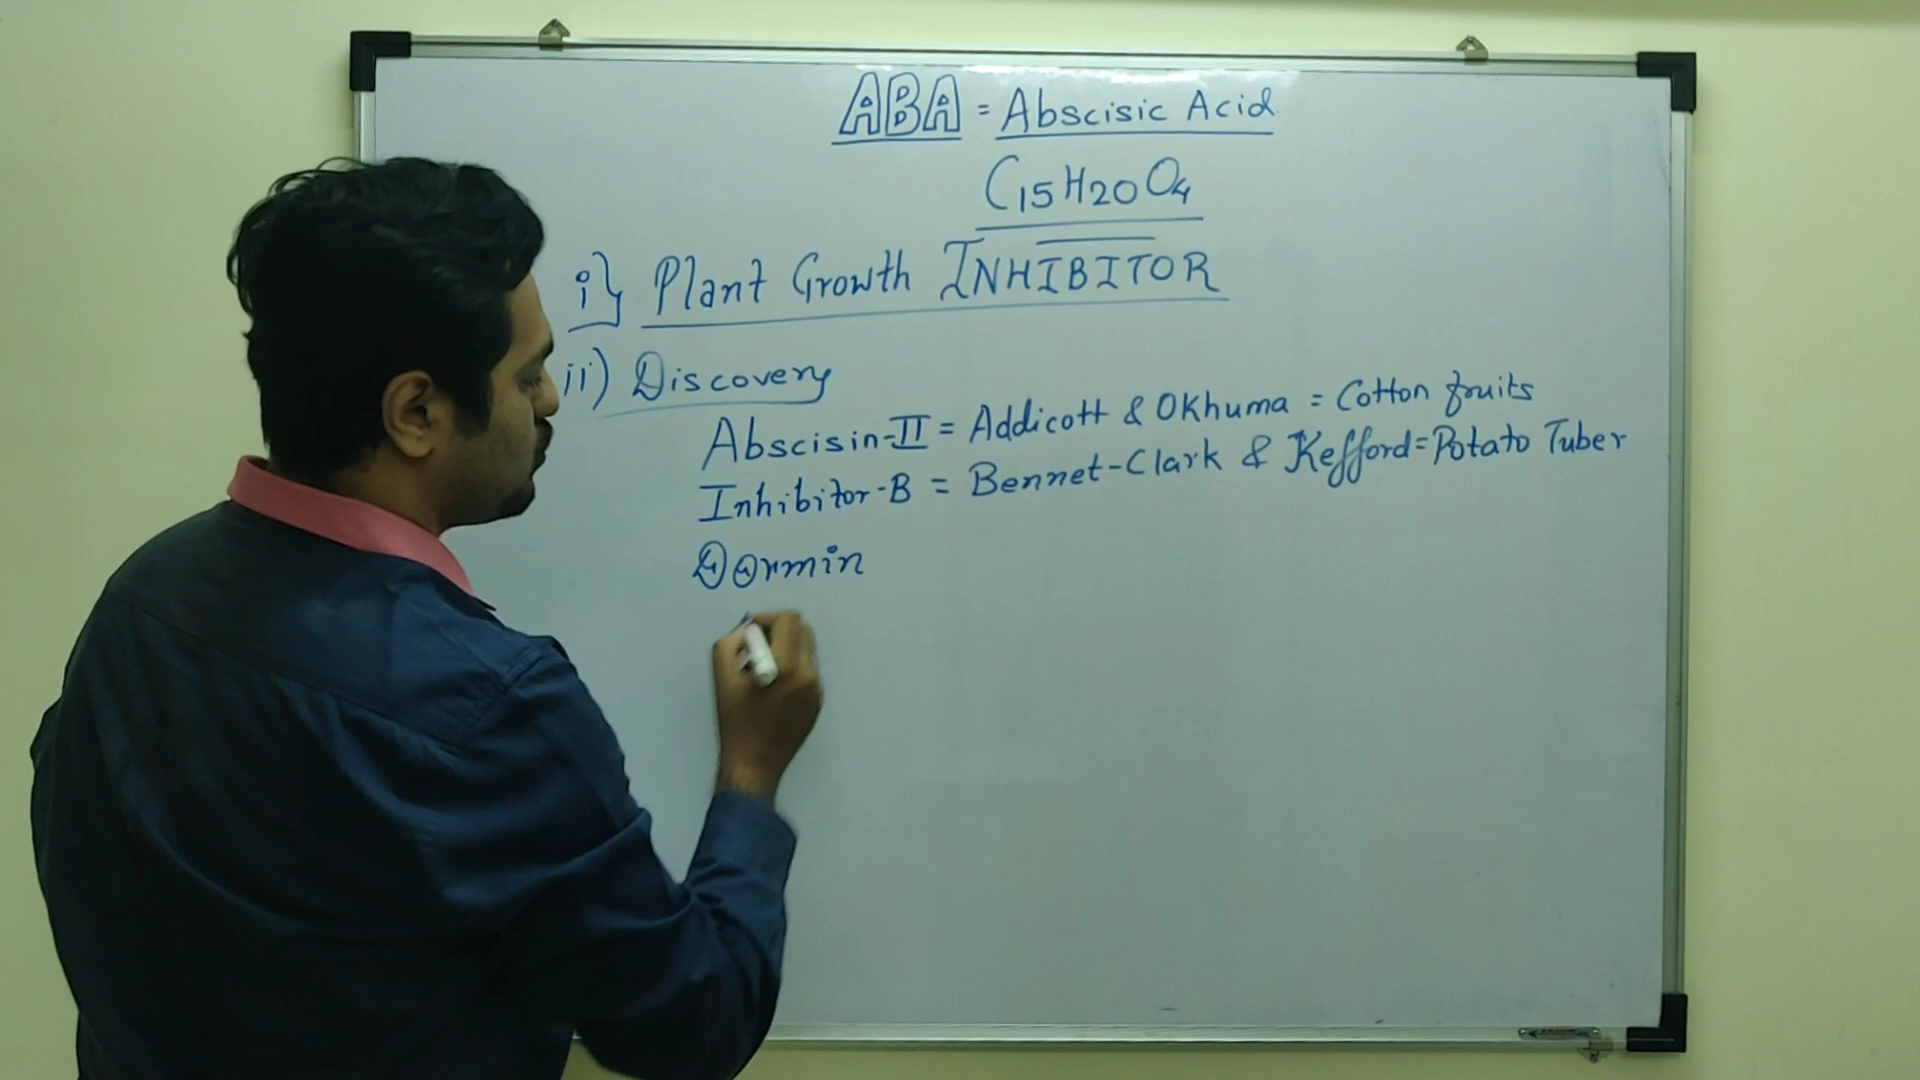 ABA = Abscisic Acid
C15H20O4
i) Plant Growth INHIBITOR
ii) Discovery
Abscisin-II = Addicott & Okhuma = Cotton fruits
Inhibitor-B = Bennet-Clark & Kefford = Potato Tuber
Dormin